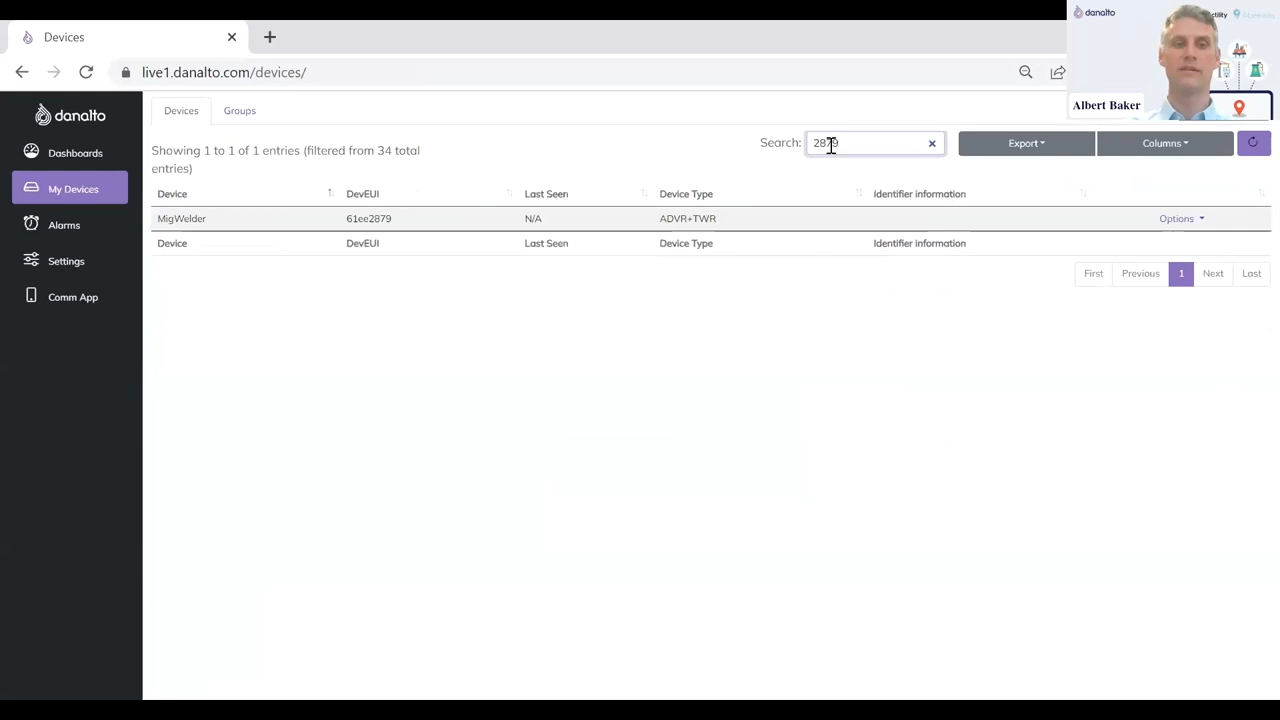 Devices
live1.danalto.com/devices/
danalto
Albert Baker
danalto
Dashboards
My Devices
Alarms
Settings
Comm App
Devices Groups
Showing 1 to 1 of 1 entries (filtered from 34 total
entries)
Search: 2879
Export
Columns
Device DevEUI Last Seen Device Type Identifier information
MigWelder 61ee2879 N/A ADVR+TWR Options
Device DevEUI Last Seen Device Type Identifier information
First Previous 1 Next Last